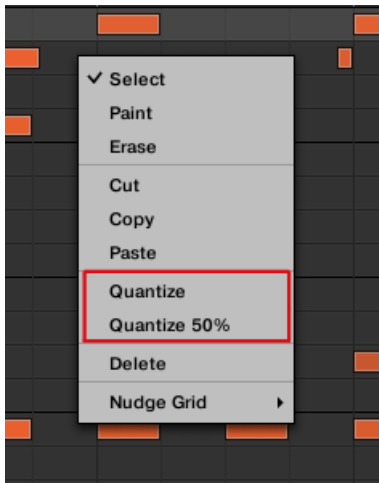 Select
Paint
Erase
Cut
Copy
Paste
Quantize
Quantize 50%
Delete
Nudge Grid